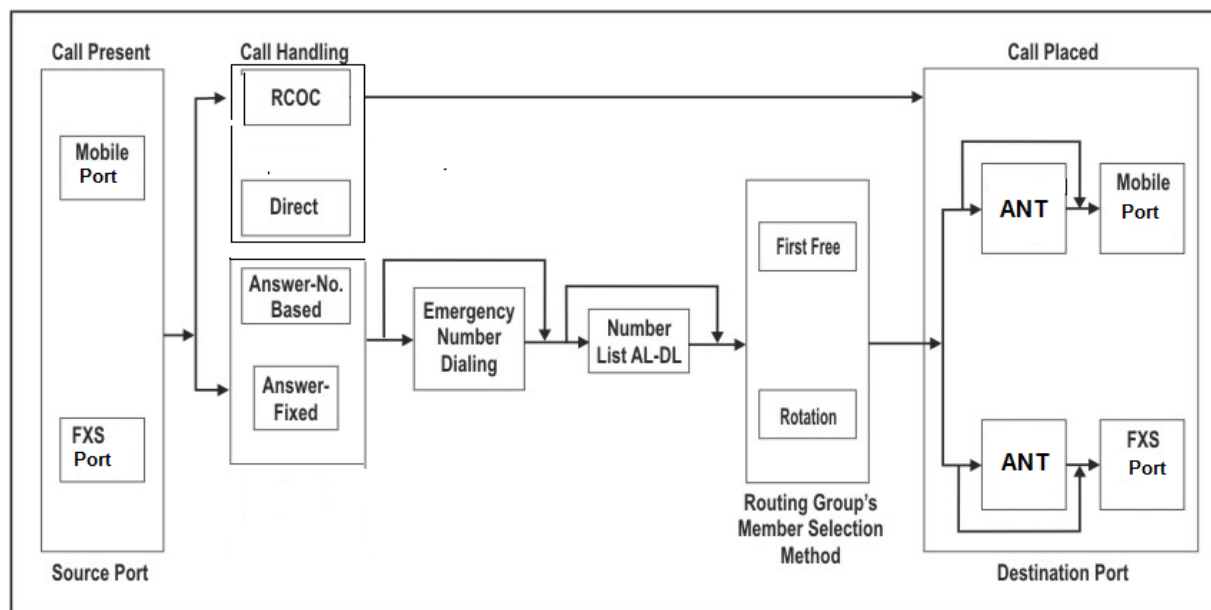 Call Present
Call Handling
Call Placed
RCOC
Mobile
Port
Direct
Answer-No.
Based
Answer-
Fixed
FXS
Port
Emergency
Number
Dialing
Number
List AL-DL
First Free
Rotation
ANT
Mobile
Port
ANT
FXS
Port
Source Port
Routing Group's
Member Selection
Method
Destination Port